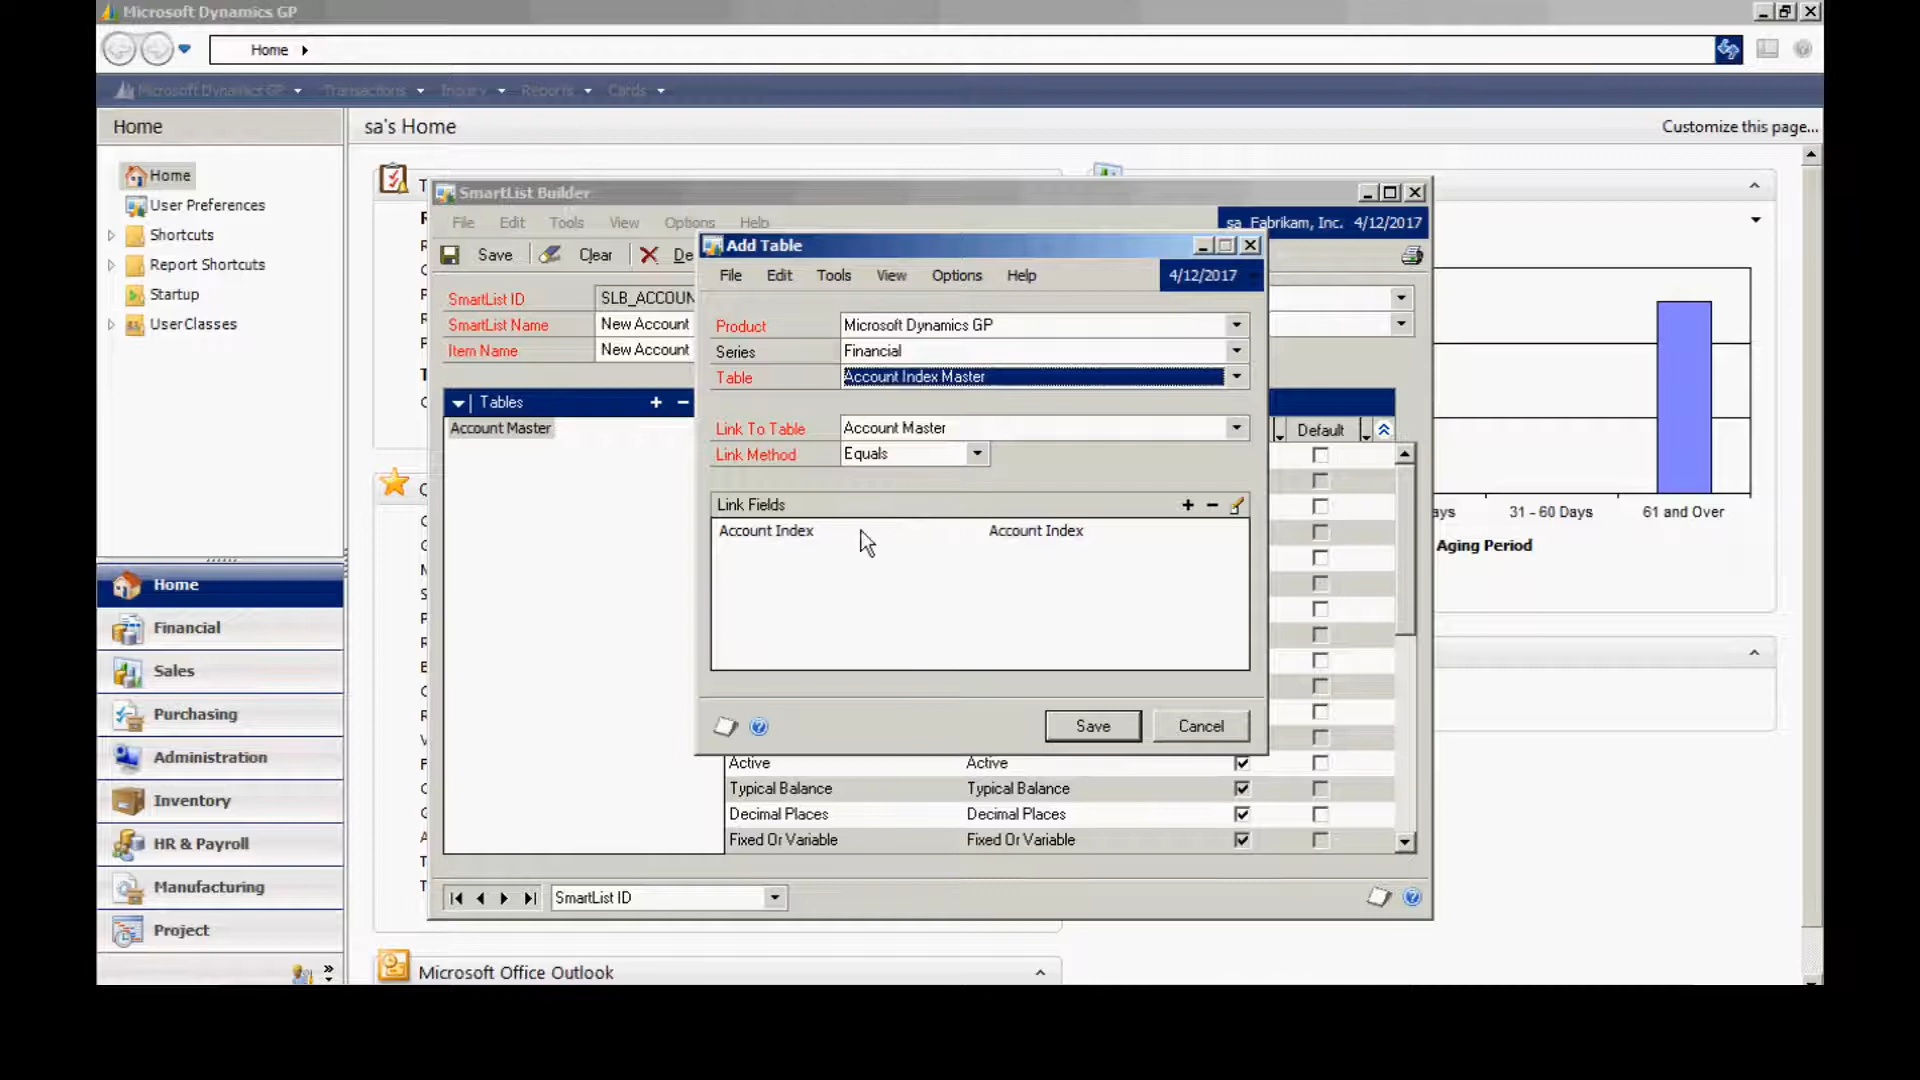 Microsoft Dynamics GP
Home
Microsoft Dynamics GP Transactions Inquiry Reports Cards
Home
sa's Home
Customize this page...
Home
User Preferences
Shortcuts
Report Shortcuts
Startup
UserClasses
SmartList Builder
File Edit Tools View Options Help
sa Fabrikam, Inc. 4/12/2017
Save Clear De
SmartList ID SLB_ACCOUN
SmartList Name New Account
Item Name New Account
Tables
Account Master
Default
Add Table
File Edit Tools View Options Help
4/12/2017
Product Microsoft Dynamics GP
Series Financial
Table Account Index Master
Link To Table Account Master
Link Method Equals
Link Fields
Account Index Account Index
Save Cancel
Active Active
Typical Balance Typical Balance
Decimal Places Decimal Places
Fixed Or Variable Fixed Or Variable
SmartList ID
ays 31 - 60 Days 61 and Over
Aging Period
Home
Financial
Sales
Purchasing
Administration
Inventory
HR & Payroll
Manufacturing
Project
Microsoft Office Outlook